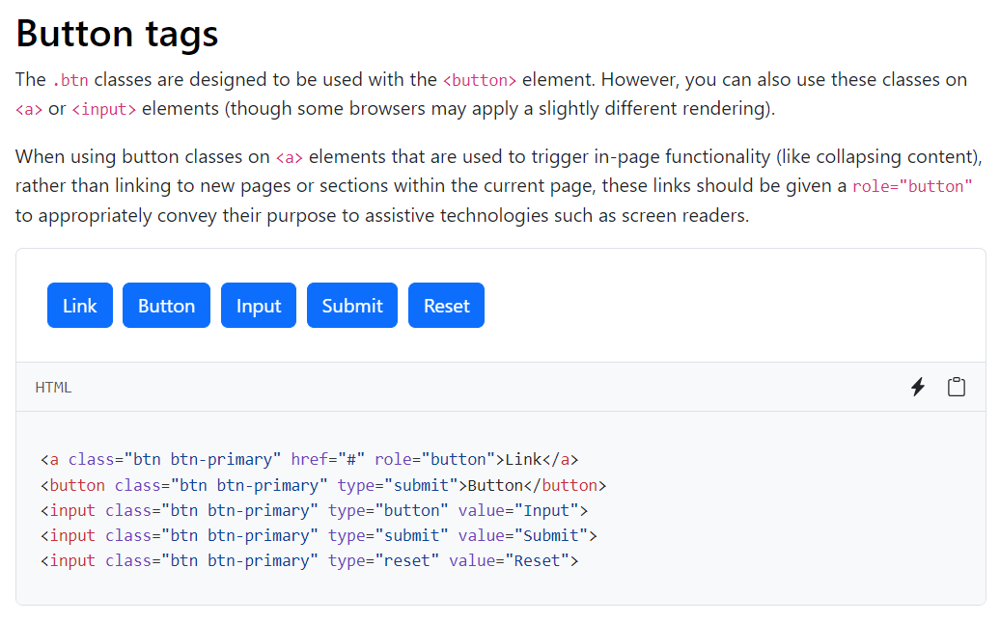 Button tags
The .btn classes are designed to be used with the <button> element. However, you can also use these classes on
<a> or <input> elements (though some browsers may apply a slightly different rendering).
When using button classes on <a> elements that are used to trigger in-page functionality (like collapsing content),
rather than linking to new pages or sections within the current page, these links should be given a role="button"
to appropriately convey their purpose to assistive technologies such as screen readers.
Link Button Input Submit Reset
HTML
<a class="btn btn-primary" href="#" role="button">Link</a>
<button class="btn btn-primary" type="submit">Button</button>
<input class="btn btn-primary" type="button" value="Input">
<input class="btn btn-primary" type="submit" value="Submit">
<input class="btn btn-primary" type="reset" value="Reset">